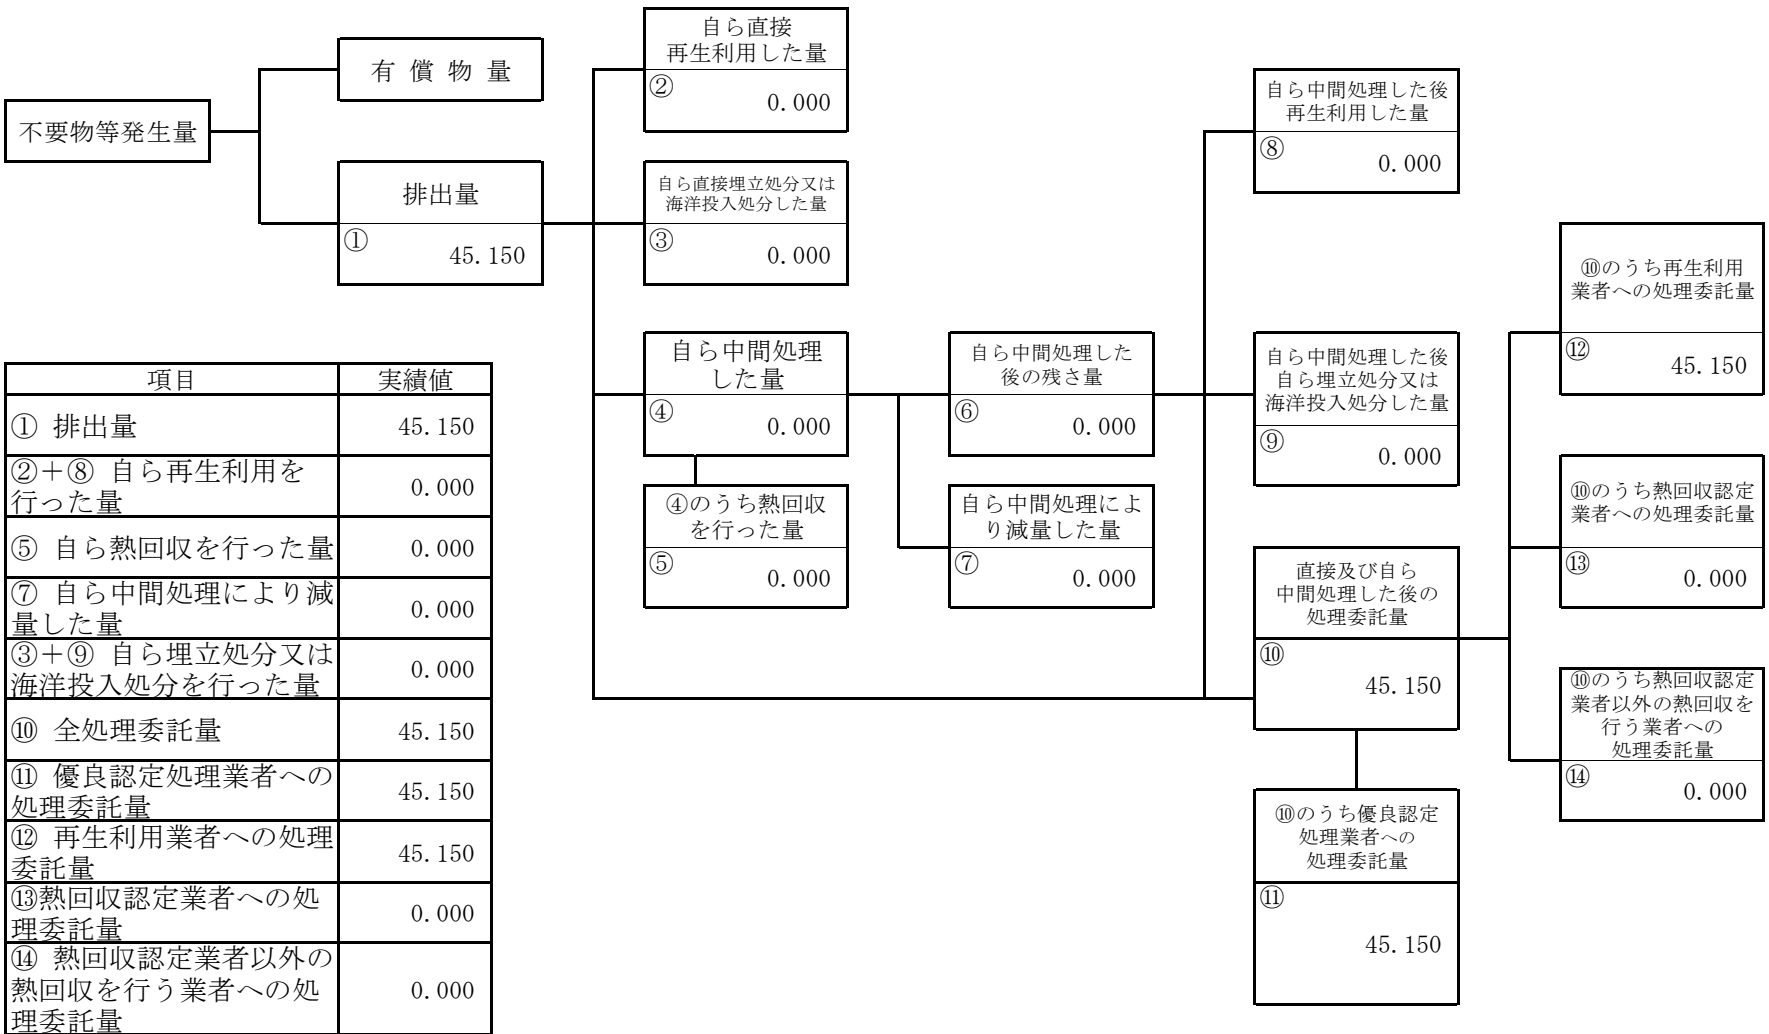 不要物等発生量
有 償 物 量
排出量
①
45.150
自ら直接
再生利用した量
②
0.000
自ら直接埋立処分又は
海洋投入処分した量
③
0.000
自ら中間処理
した量
④
0.000
④のうち熱回収
を行った量
⑤
0.000
自ら中間処理した
後の残さ量
⑥
0.000
自ら中間処理によ
り減量した量
⑦
0.000
自ら中間処理した後
再生利用した量
⑧
0.000
自ら中間処理した後
自ら埋立処分又は
海洋投入処分した量
⑨
0.000
直接及び自ら
中間処理した後の
処理委託量
⑩
45.150
⑩のうち優良認定
処理業者への
処理委託量
⑪
45.150
⑩のうち再生利用
業者への処理委託量
⑫
45.150
⑩のうち熱回収認定
業者への処理委託量
⑬
0.000
⑩のうち熱回収認定
業者以外の熱回収を
行う業者への
処理委託量
⑭
0.000
項目 実績値
① 排出量 45.150
②＋⑧ 自ら再生利用を
行った量 0.000
⑤ 自ら熱回収を行った量 0.000
⑦ 自ら中間処理により減
量した量 0.000
③＋⑨ 自ら埋立処分又は
海洋投入処分を行った量 0.000
⑩ 全処理委託量 45.150
⑪ 優良認定処理業者への
処理委託量 45.150
⑫ 再生利用業者への処理
委託量 45.150
⑬熱回収認定業者への処
理委託量 0.000
⑭ 熱回収認定業者以外の
熱回収を行う業者への処
理委託量 0.000